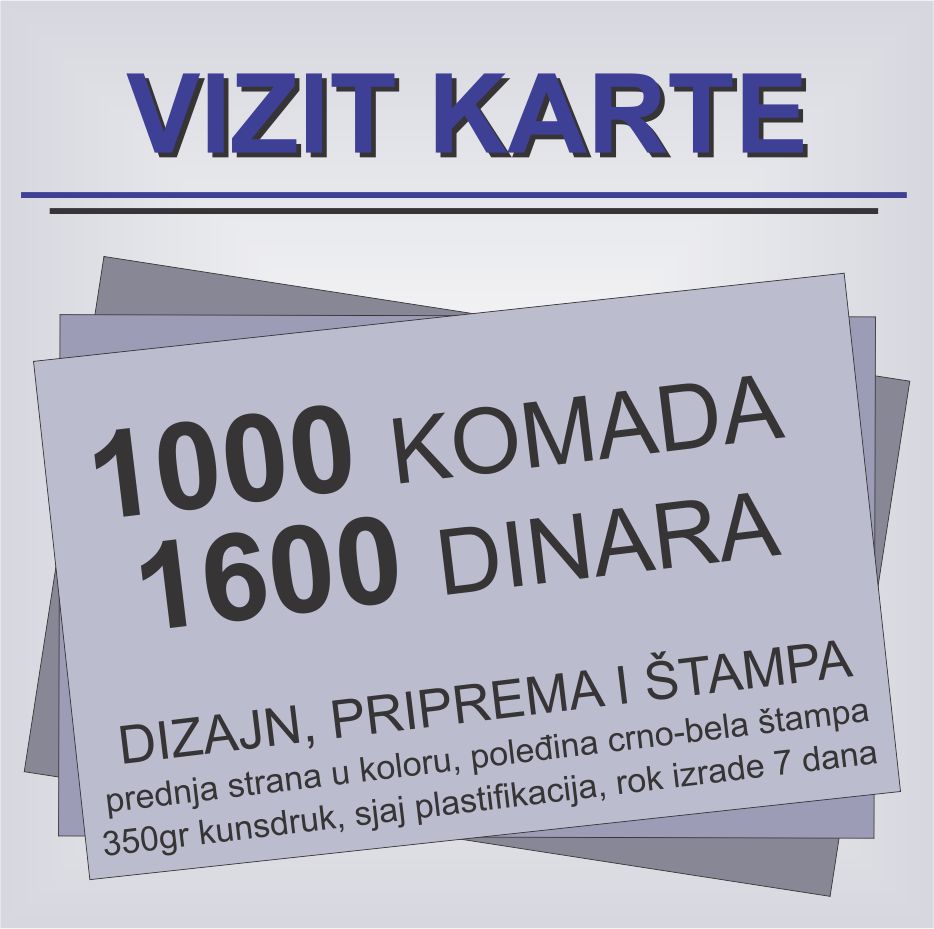 VIZIT KARTE
1000 KOMADA
1600 DINARA
DIZAJN, PRIPREMA I ŠTAMPA
prednja strana u koloru, poleđina crno-bela štampa
350gr kunsdruk, sjaj plastifikacija, rok izrade 7 dana